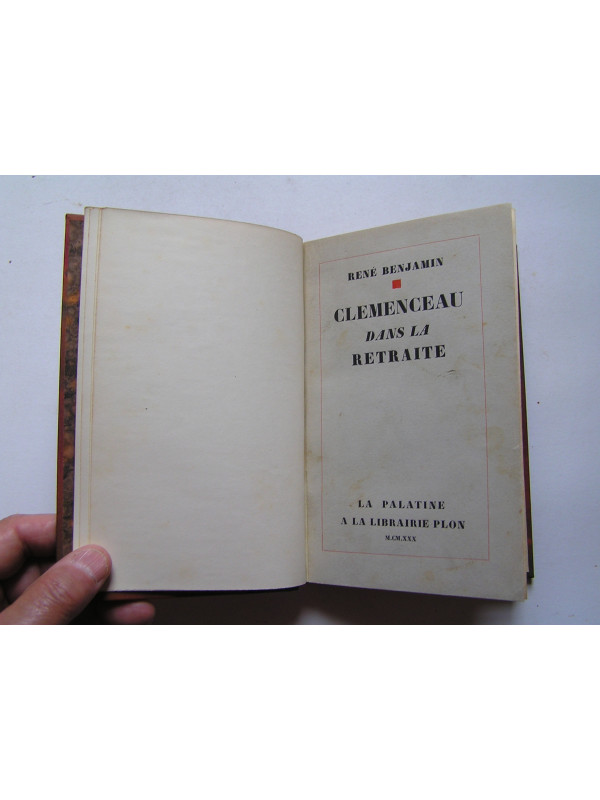 RENÉ BENJAMIN
CLEMENCEAU
DANS LA
RETRAITE
LA PALATINE
A LA LIBRAIRIE PLON
M.CM.XXX